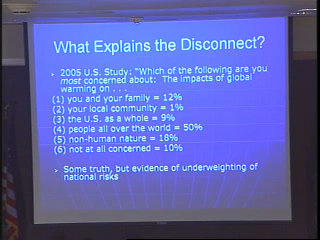 What Explains the Disconnect?
2005 U.S. Study: "Which of the following are you
most concerned about: The impacts of global
warming on . . .
(1) you and your family = 12%
(2) your local community = 1%
(3) the U.S. as a whole = 9%
(4) people all over the world = 50%
(5) non-human nature = 18%
(6) not at all concerned = 10%
Some truth, but evidence of underweighting of
national risks